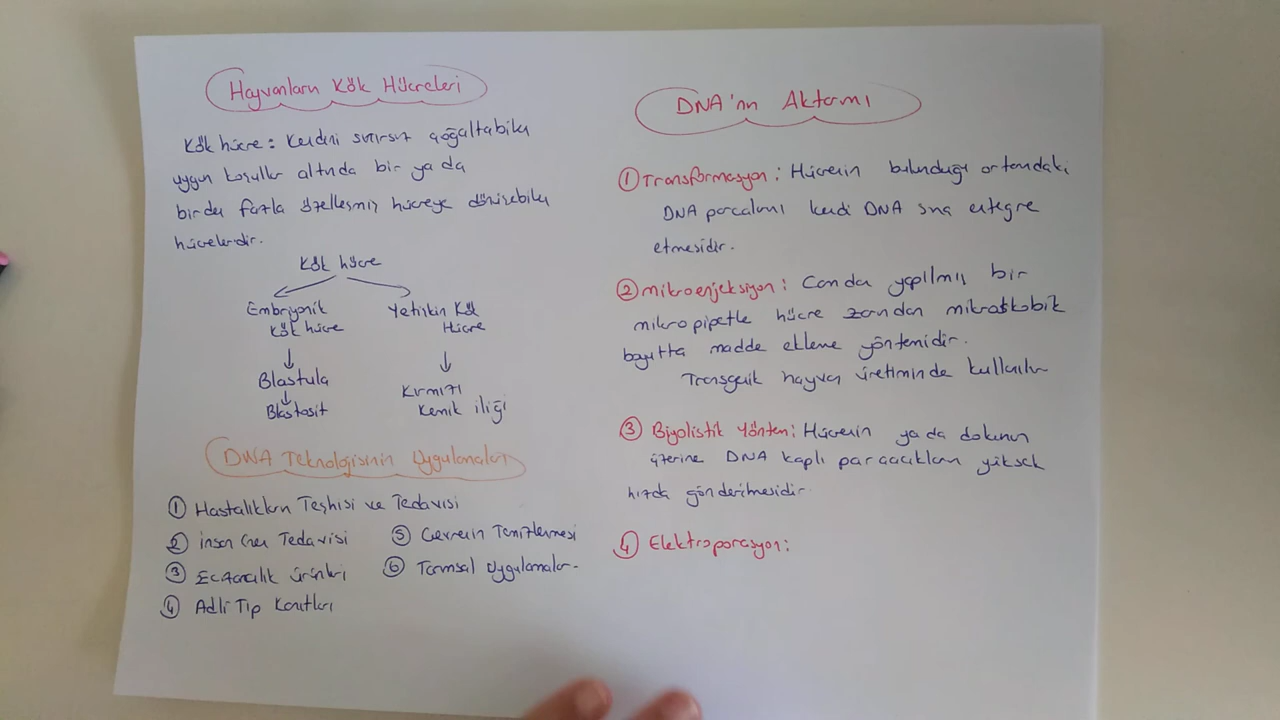 Hayvanların Kök Hücreleri
Kök hücre: Kendini sınırsız çoğaltabilen
uygun koşullar altında bir ya da
birden fazla özelleşmiş hücreye dönüşebilen
hücrelerdir.
Kök hücre
Embriyonik
Kök hücre
Blastula
Blastosit
Yetişkin Kök
Hücre
Kırmızı
Kemik iliği
DNA Teknolojisinin Uygulamaları
① Hastalıkların Teşhisi ve Tedavisi
② İnsan Gen Tedavisi
③ Eczacılık ürünleri
④ Adli Tıp Kanıtları
⑤ Çevrenin Temizlenmesi
⑥ Tarımsal Uygulamalar.
DNA'nın Aktarımı
① Transformasyon: Hücrenin bulunduğu ortamdaki
DNA parçalarını kendi DNA sına entegre
etmesidir.
② mikroenjeksiyon: Camdan yapılmış bir
mikropipetle hücre zarından mikroskobik
boyutta madde ekleme yöntemidir.
Transgenik hayvan üretiminde kullanılır
③ Biyolistik Yöntem: Hücrenin ya da dokunun
üzerine DNA kaplı parçacıkların yüksek
hızda gönderilmesidir.
④ Elektroporasyon: